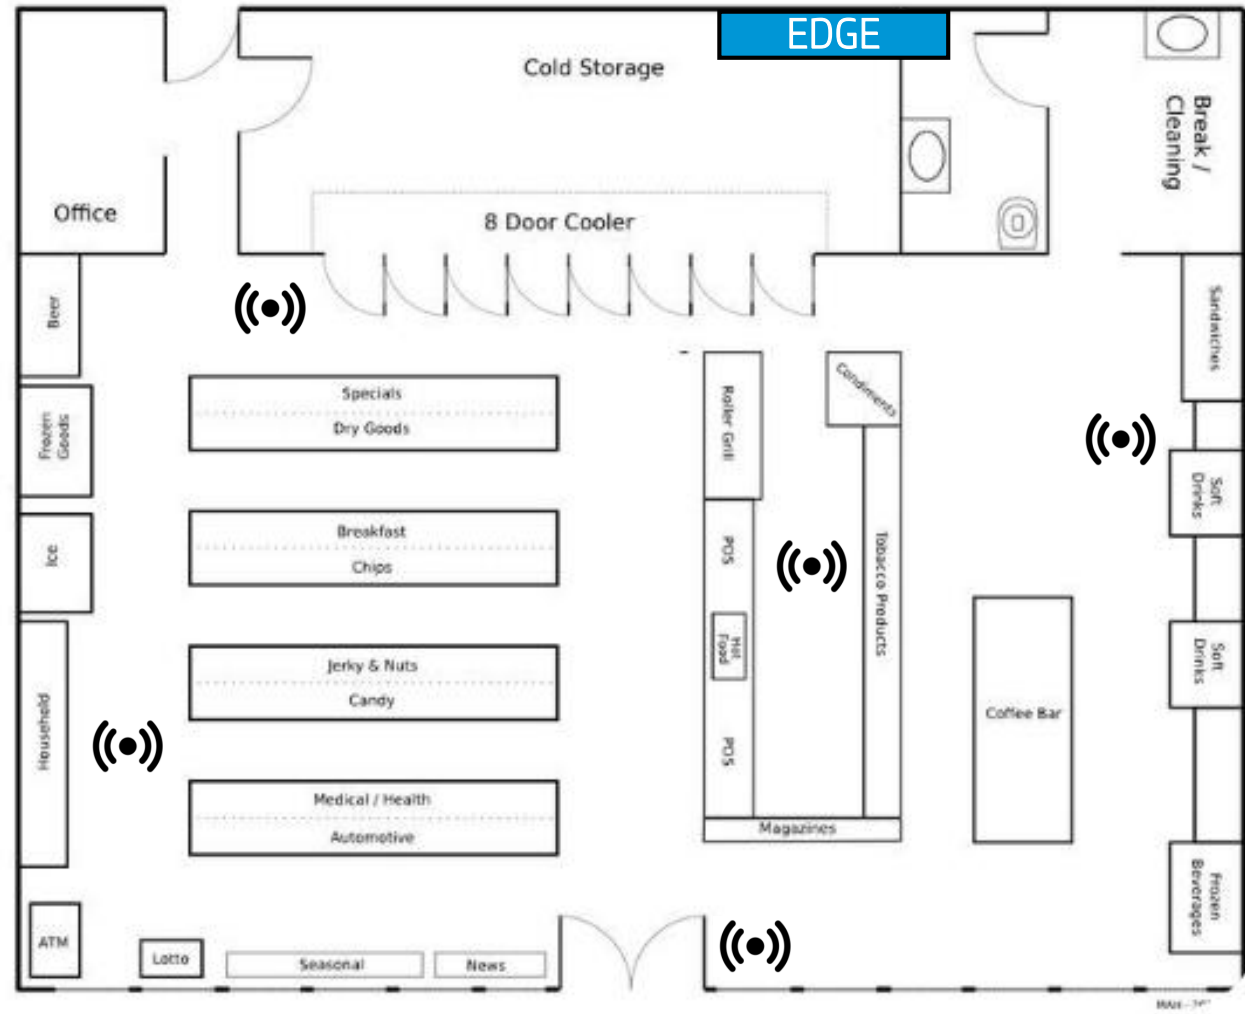 EDGE
Cold Storage
Break /
Cleaning
Office
8 Door Cooler
Beer
Sandwiches
Specials
Dry Goods
Roller Grill
Condiments
Frozen
Goods
Soft
Drinks
Breakfast
Chips
Ice
POS
Tobacco Products
Hot
Food
Jerky & Nuts
Candy
Soft
Drinks
Household
POS
Coffee Bar
Medical / Health
Automotive
Magazines
Frozen
Beverages
ATM
Lotto
Seasonal
News